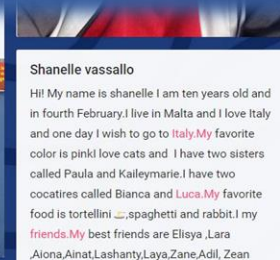 Shanelle vassallo
Hi! My name is shanelle I am ten years old and
in fourth February.I live in Malta and I love Italy
and one day I wish to go to Italy.My favorite
color is pinkI love cats and I have two sisters
called Paula and Kaileymarie.I have two
cocatires called Bianca and Luca.My favorite
food is tortellini ,spaghetti and rabbit.I my
friends.My best friends are Elisya ,Lara
,Aiona,Ainat,Lashanty,Laya,Zane,Adil, Zean